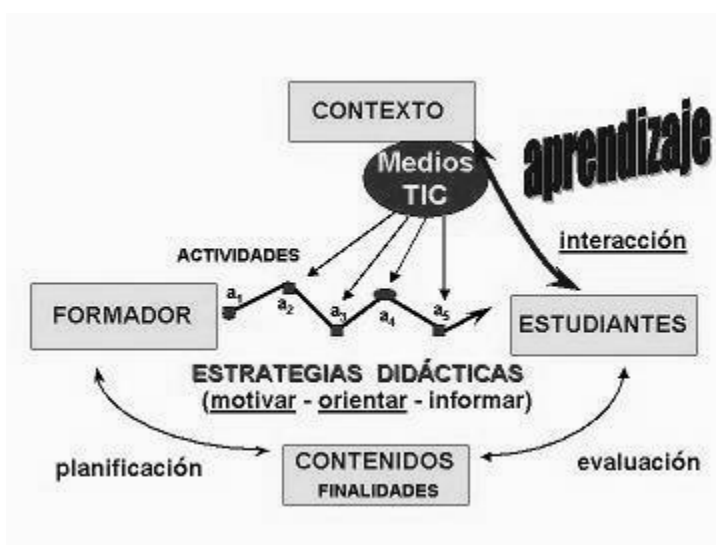 CONTEXTO
aprendizaje
Medios
TIC
interacción
ACTIVIDADES
a1
a2
a3
a4
a5
FORMADOR
ESTUDIANTES
ESTRATEGIAS DIDÁCTICAS
(motivar - orientar - informar)
planificación
CONTENIDOS
FINALIDADES
evaluación